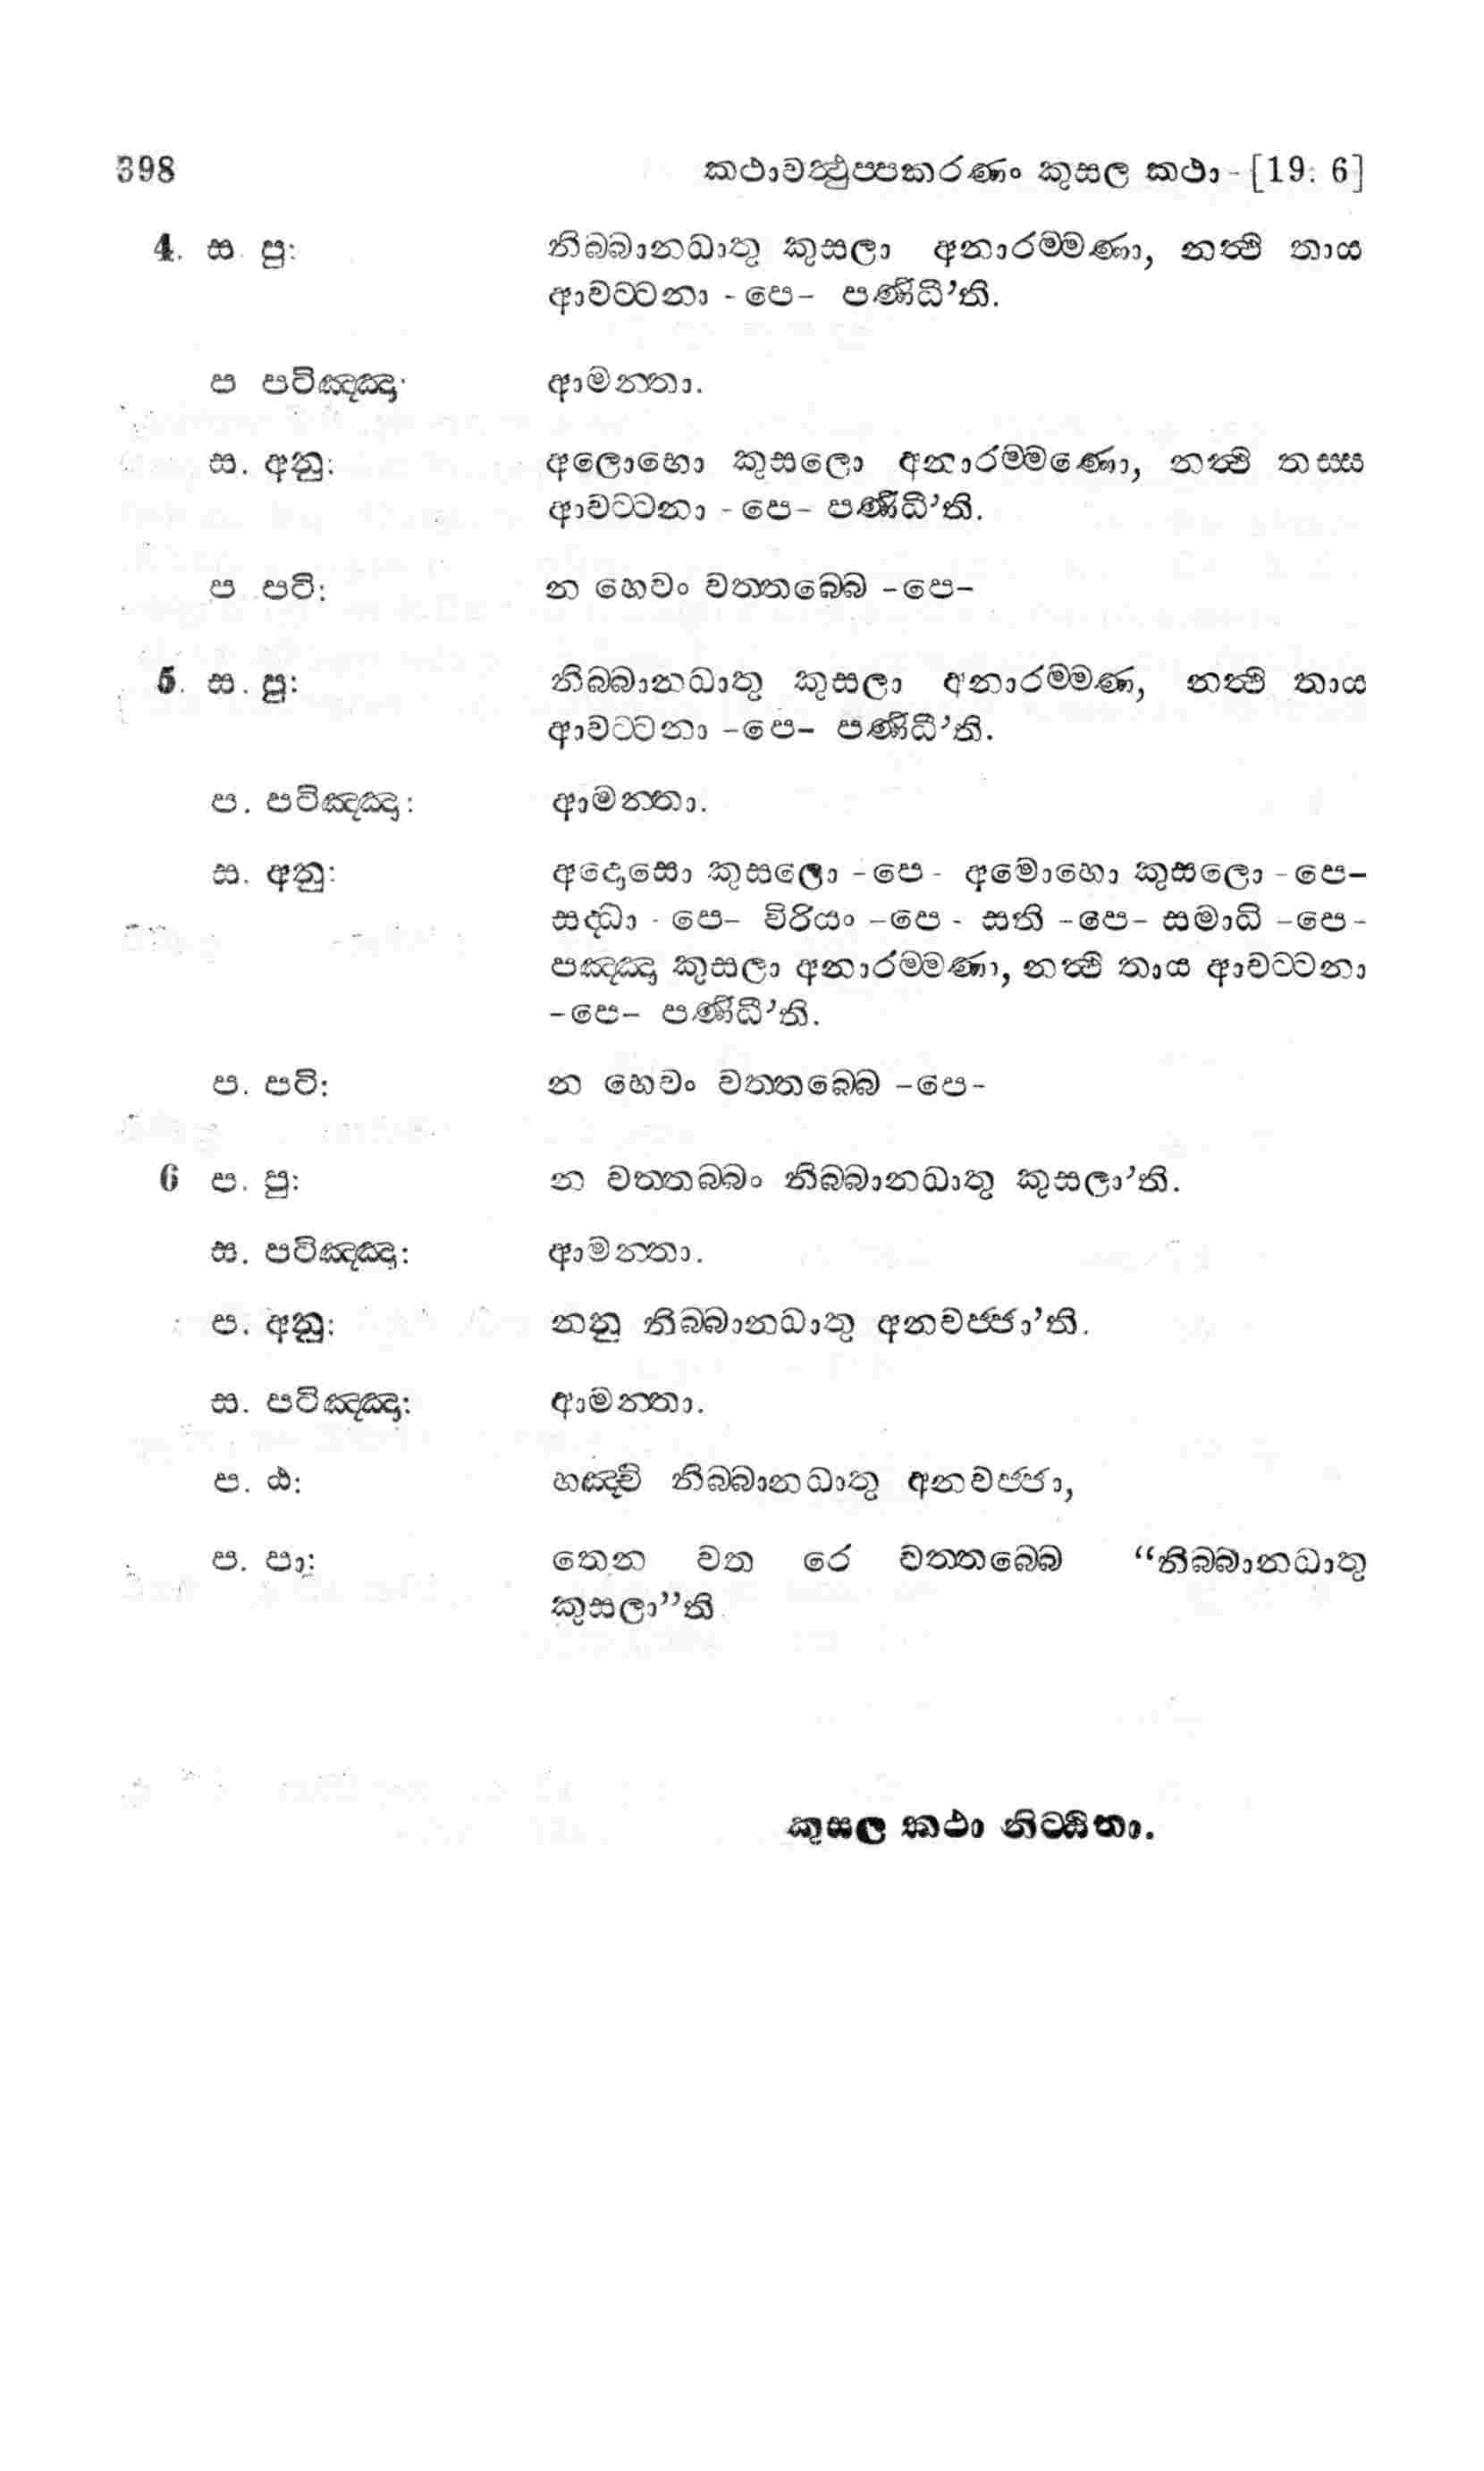 398 කථාවත්‍ථුප්පකරණං කුසල කථා - [19: 6]
4. ස. පු: නිබ්බානධාතු කුසලා අනාරම්මණා, නත්‍ථි තාය
ආවට්ටනා -පෙ- පණිධී’ති.
ප පටිඤ්ඤා: ආමන්තා.
ස. අනු: අලොභො කුසලො අනාරම්මණො, නත්‍ථි තස්ස
ආවට්ටනා -පෙ- පණිධී’ති.
ප පටි: න හෙවං වත්තබ්බෙ -පෙ-
5. ස. පු: නිබ්බානධාතු කුසලා අනාරම්මණ, නත්‍ථි තාය
ආවට්ටනා -පෙ- පණිධී’ති.
ප. පටිඤ්ඤා: ආමන්තා.
ස. අනු: අදොසො කුසලො -පෙ- අමොහො කුසලො -පෙ-
සද්ධා -පෙ- විරියං -පෙ- සති -පෙ- සමාධි -පෙ-
පඤ්ඤා කුසලා අනාරම්මණා, නත්‍ථි තාය ආවට්ටනා
-පෙ- පණිධී’ති.
ප. පටි: න හෙවං වත්තබ්බෙ -පෙ-
6 ප. පු: න වත්තබ්බං නිබ්බානධාතු කුසලා’ති.
ස. පටිඤ්ඤා: ආමන්තා.
ප. අනු: නනු නිබ්බානධාතු අනවජ්ජා’ති.
ස. පටිඤ්ඤා: ආමන්තා.
ප. ඨ: හඤ්චි නිබ්බානධාතු අනවජ්ජා,
ප. පා: තෙන වත රෙ වත්තබ්බෙ “නිබ්බානධාතු
කුසලා”ති
කුසල කථා නිට්ඨිතා.